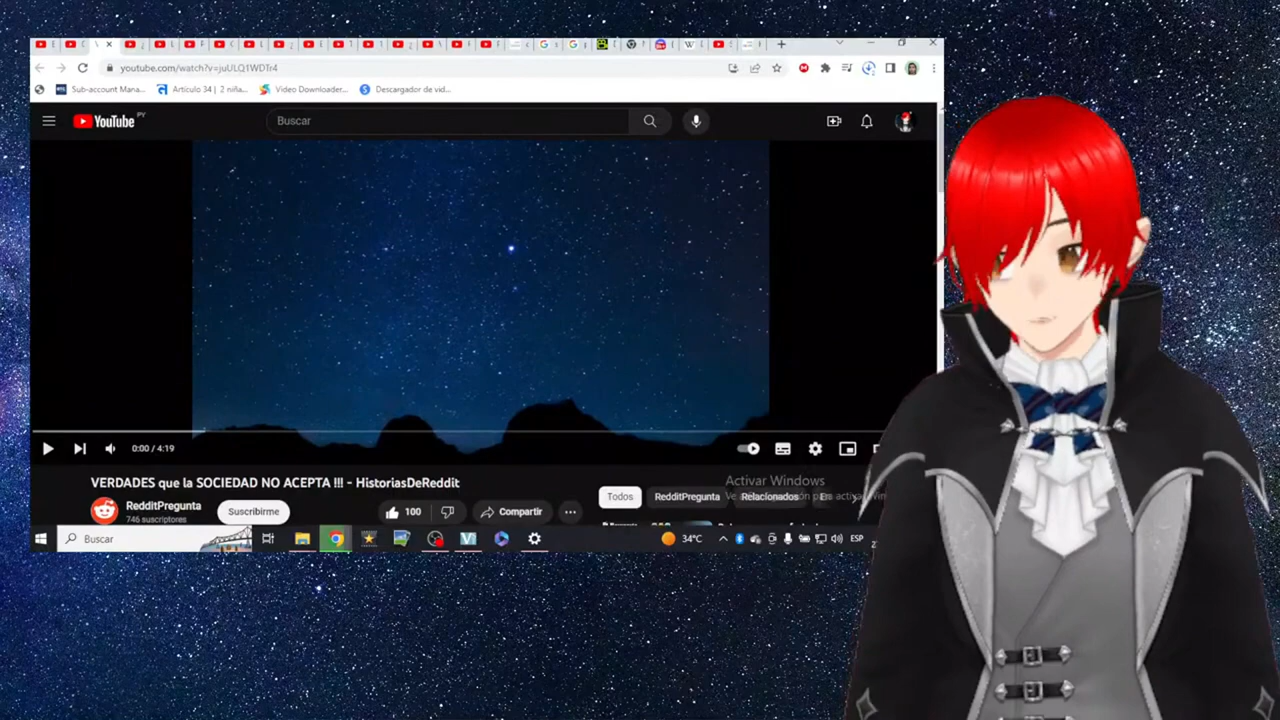 youtube.com/watch?v=juULQ1WDTr4
Sub-account Mana...
Artículo 34 | 2 niña...
Video Downloader...
Descargador de vid...
YouTube PY
Buscar
0:00 / 4:19
VERDADES que la SOCIEDAD NO ACEPTA !!! - HistoriasDeReddit
Activar Windows
RedditPregunta
746 suscriptores
Suscribirme
100
Compartir
Todos
RedditPregunta
Relacionados
Buscar
34°C
ESP